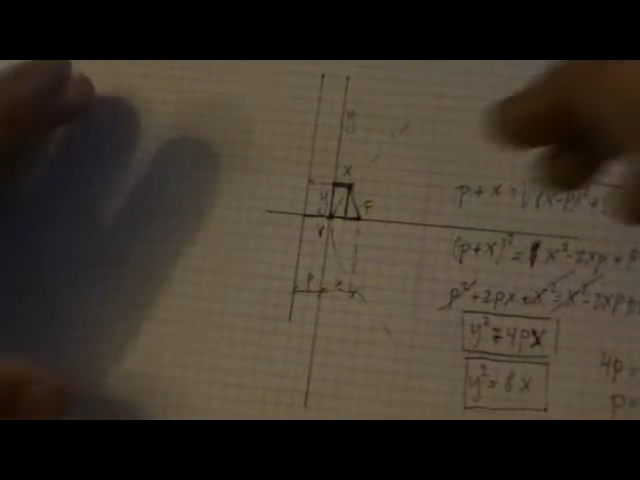 y
x
y
F
V
p
x
p + x = √(x-p)²+
(p+x)² = x²-2xp+p
p²+2px+x²=x²-2xp+
y²=4px
y²=8x
4p=
p=